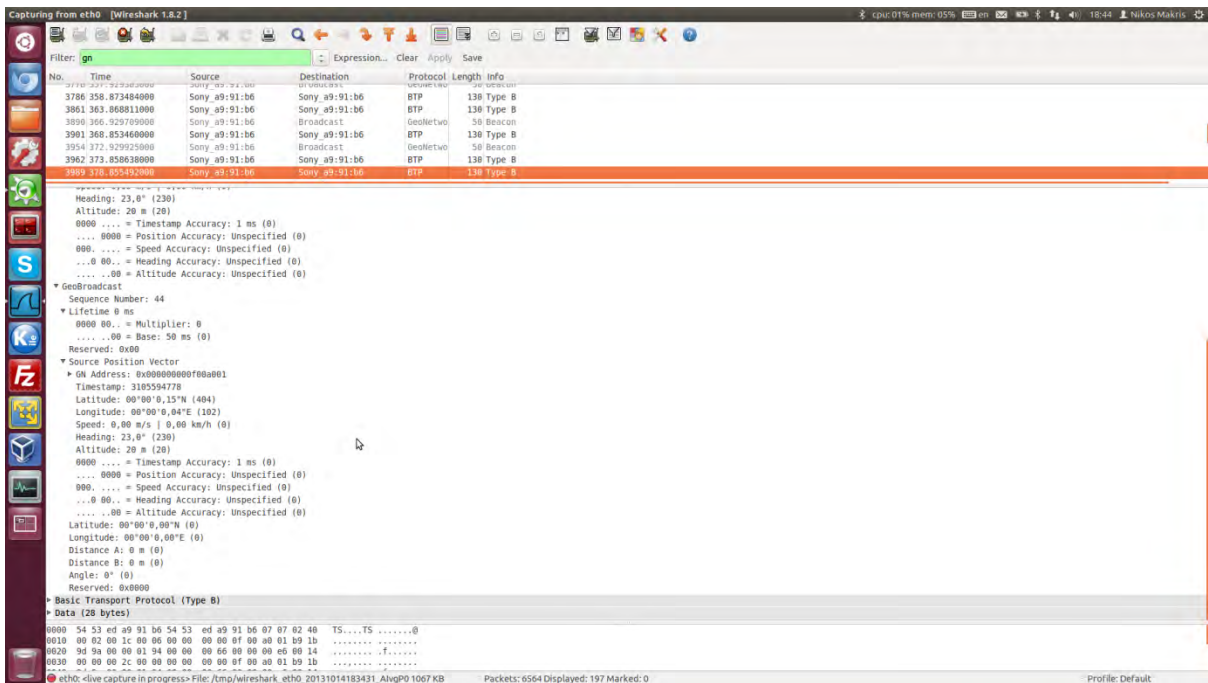 Capturing from eth0 [Wireshark 1.8.2]
cpu:01% mem: 05% en 18:44 Nikos Makris
Filter: gn Expression... Clear Apply Save
No. Time Source Destination Protocol Length Info
3786 358.873484000 Sony_a9:91:b6 Sony_a9:91:b6 BTP 130 Type B
3861 363.868811000 Sony_a9:91:b6 Sony_a9:91:b6 BTP 130 Type B
3890 366.929709000 Sony_a9:91:b6 Broadcast GeoNetwo 50 Beacon
3901 368.853460000 Sony_a9:91:b6 Sony_a9:91:b6 BTP 130 Type B
3954 372.929925000 Sony_a9:91:b6 Broadcast GeoNetwo 50 Beacon
3962 373.858638000 Sony_a9:91:b6 Sony_a9:91:b6 BTP 130 Type B
3989 378.855492000 Sony_a9:91:b6 Sony_a9:91:b6 BTP 130 Type B
Heading: 23,0° (230)
Altitude: 20 m (20)
0000 .... = Timestamp Accuracy: 1 ms (0)
.... 0000 = Position Accuracy: Unspecified (0)
000. .... = Speed Accuracy: Unspecified (0)
...0 00.. = Heading Accuracy: Unspecified (0)
.... ..00 = Altitude Accuracy: Unspecified (0)
GeoBroadcast
Sequence Number: 44
Lifetime 0 ms
0000 00.. = Multiplier: 0
.... ..00 = Base: 50 ms (0)
Reserved: 0x00
Source Position Vector
GN Address: 0x000000000f00a001
Timestamp: 3105594778
Latitude: 00°00'0,15"N (404)
Longitude: 00°00'0,04"E (102)
Speed: 0,00 m/s | 0,00 km/h (0)
Heading: 23,0° (230)
Altitude: 20 m (20)
0000 .... = Timestamp Accuracy: 1 ms (0)
.... 0000 = Position Accuracy: Unspecified (0)
000. .... = Speed Accuracy: Unspecified (0)
...0 00.. = Heading Accuracy: Unspecified (0)
.... ..00 = Altitude Accuracy: Unspecified (0)
Latitude: 00°00'0,00"N (0)
Longitude: 00°00'0,00"E (0)
Distance A: 0 m (0)
Distance B: 0 m (0)
Angle: 0° (0)
Reserved: 0x0000
Basic Transport Protocol (Type B)
Data (28 bytes)
0000 54 53 ed a9 91 b6 54 53 ed a9 91 b6 07 07 02 40 TS....TS .......@
0010 00 02 00 1c 00 06 00 00 00 00 0f 00 a0 01 b9 1b ........ ........
0020 9d 9a 00 00 01 94 00 00 00 66 00 00 00 e6 00 14 ........ .f......
0030 00 00 00 2c 00 00 00 00 00 00 0f 00 a0 01 b9 1b ...,.... ........
eth0: <live capture in progress> File: /tmp/wireshark_eth0_20131014183431_AlvqP0 1067 KB Packets: 6564 Displayed: 197 Marked: 0 Profile: Default